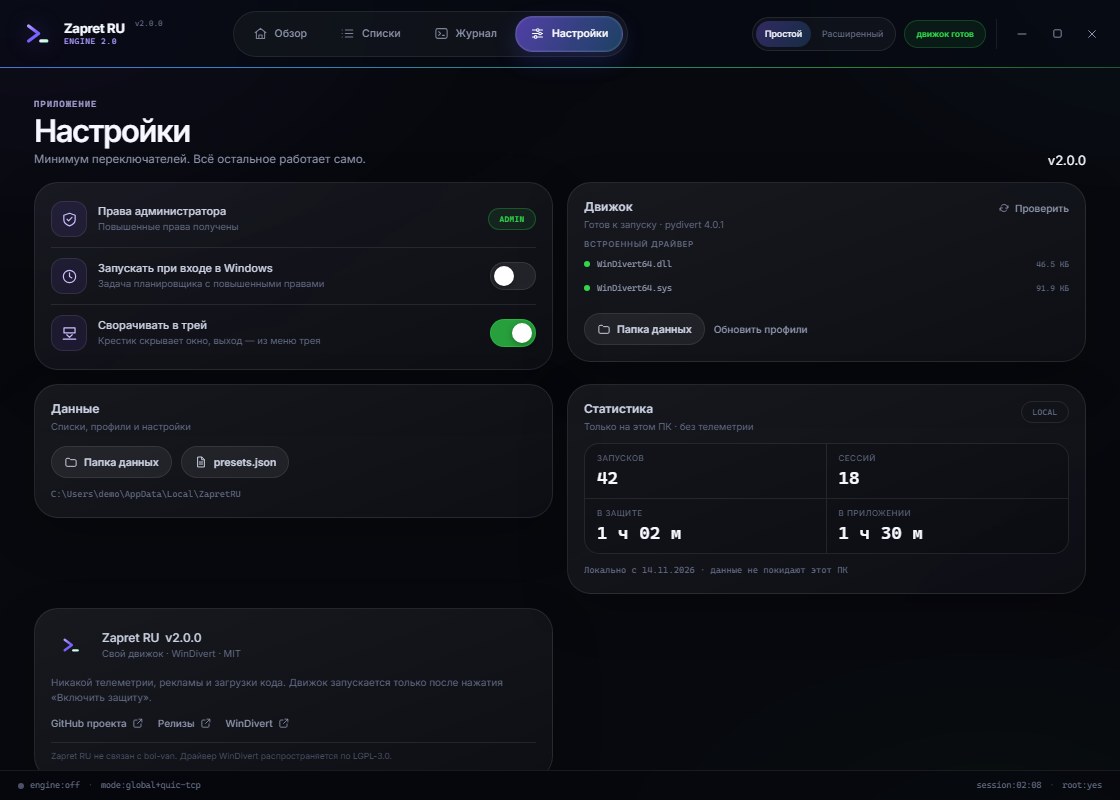 Zapret RU v2.0.0
ENGINE 2.0
Обзор
Списки
Журнал
Настройки
Простой
Расширенный
движок готов
ПРИЛОЖЕНИЕ
Настройки
Минимум переключателей. Всё остальное работает само.
v2.0.0
Права администратора
Повышенные права получены
ADMIN
Запускать при входе в Windows
Задача планировщика с повышенными правами
Сворачивать в трей
Крестик скрывает окно, выход — из меню трея
Движок
Проверить
Готов к запуску · pydivert 4.0.1
ВСТРОЕННЫЙ ДРАЙВЕР
WinDivert64.dll 46.5 КБ
WinDivert64.sys 91.9 КБ
Папка данных
Обновить профили
Данные
Списки, профили и настройки
Папка данных
presets.json
C:\Users\demo\AppData\Local\ZapretRU
Статистика
LOCAL
Только на этом ПК · без телеметрии
ЗАПУСКОВ
42
СЕССИЙ
18
В ЗАЩИТЕ
1 ч 02 м
В ПРИЛОЖЕНИИ
1 ч 30 м
Локально с 14.11.2026 · данные не покидают этот ПК
Zapret RU v2.0.0
Свой движок · WinDivert · MIT
Никакой телеметрии, рекламы и загрузки кода. Движок запускается только после нажатия
«Включить защиту».
GitHub проекта
Релизы
WinDivert
Zapret RU не связан с bol-van. Драйвер WinDivert распространяется по LGPL-3.0.
engine:off · mode:global+quic-tcp
session:02:08 · root:yes